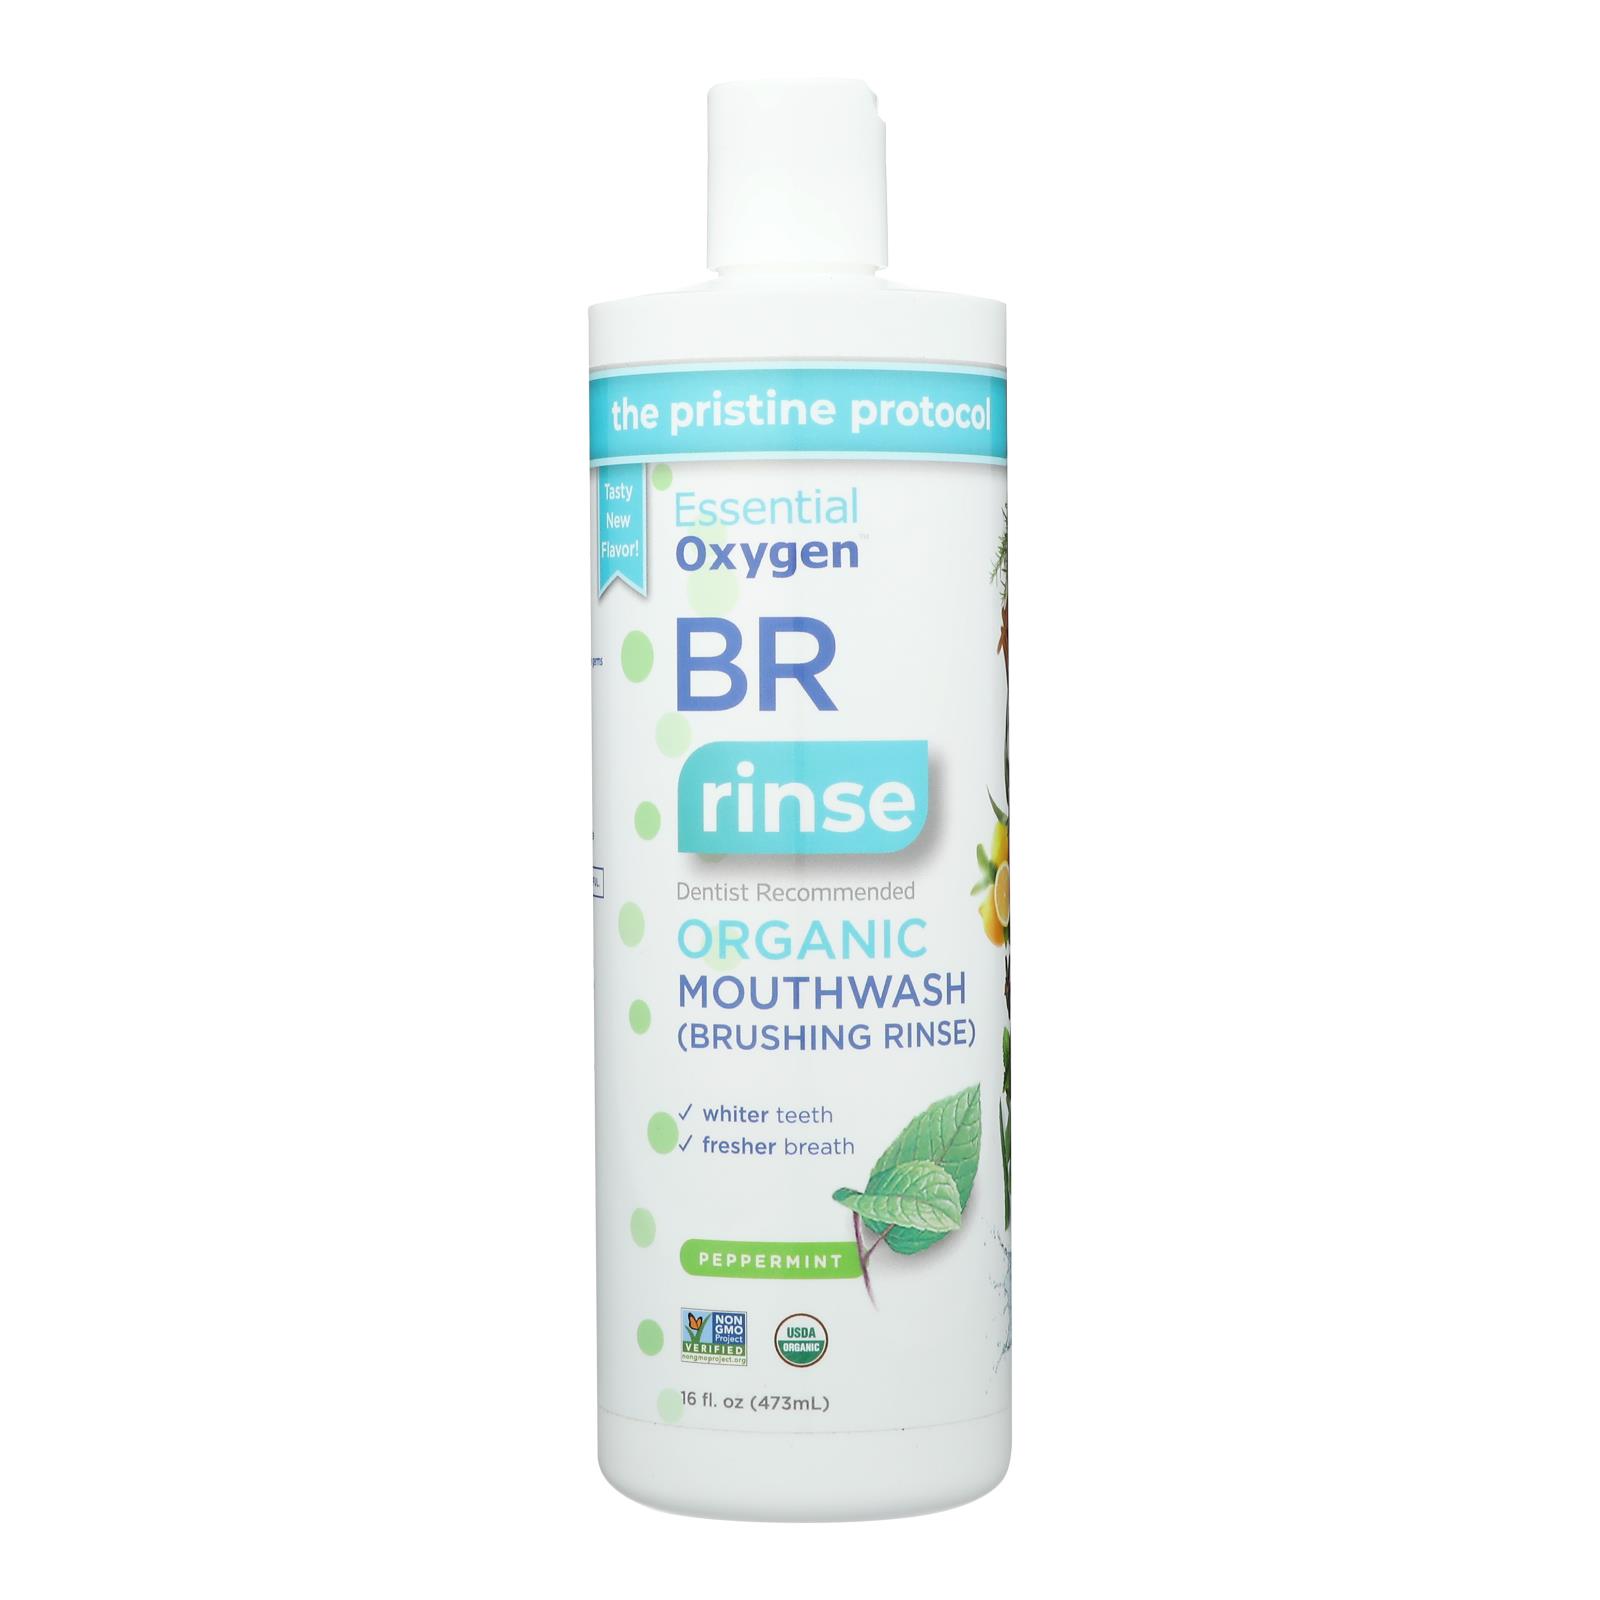 the pristine protocol
Tasty
New
Flavor!
Essential
Oxygen™
BR
rinse
Dentist Recommended
ORGANIC
MOUTHWASH
(BRUSHING RINSE)
✓ whiter teeth
✓ fresher breath
PEPPERMINT
NON
GMO
Project
VERIFIED
nongmoproject.org
USDA
ORGANIC
16 fl. oz (473mL)